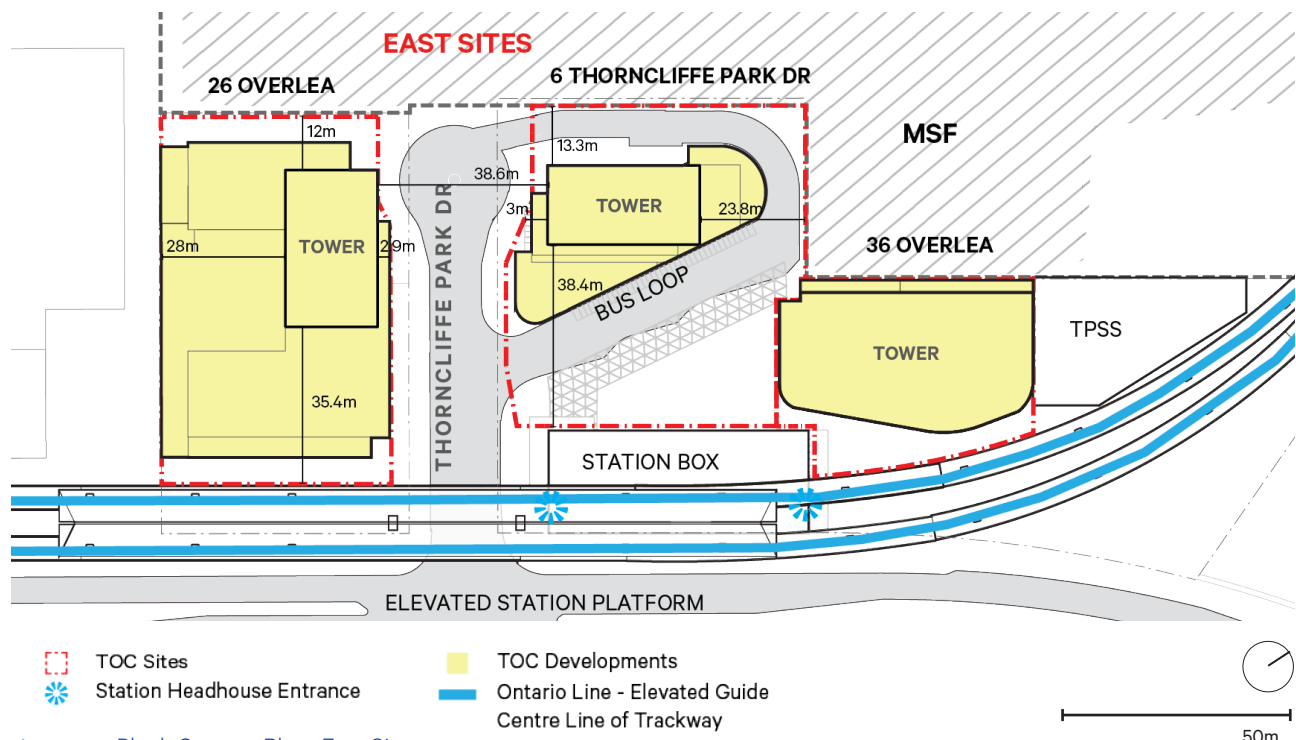 EAST SITES
26 OVERLEA
6 THORNCLIFFE PARK DR
MSF
12m
13.3m
38.6m
TOWER
3m
23.8m
THORNCLIFFE PARK DR
28m
TOWER
2.9m
36 OVERLEA
38.4m
BUS LOOP
TOWER
TPSS
35.4m
STATION BOX
ELEVATED STATION PLATFORM
TOC Sites
TOC Developments
Station Headhouse Entrance
Ontario Line - Elevated Guide
Centre Line of Trackway
50m